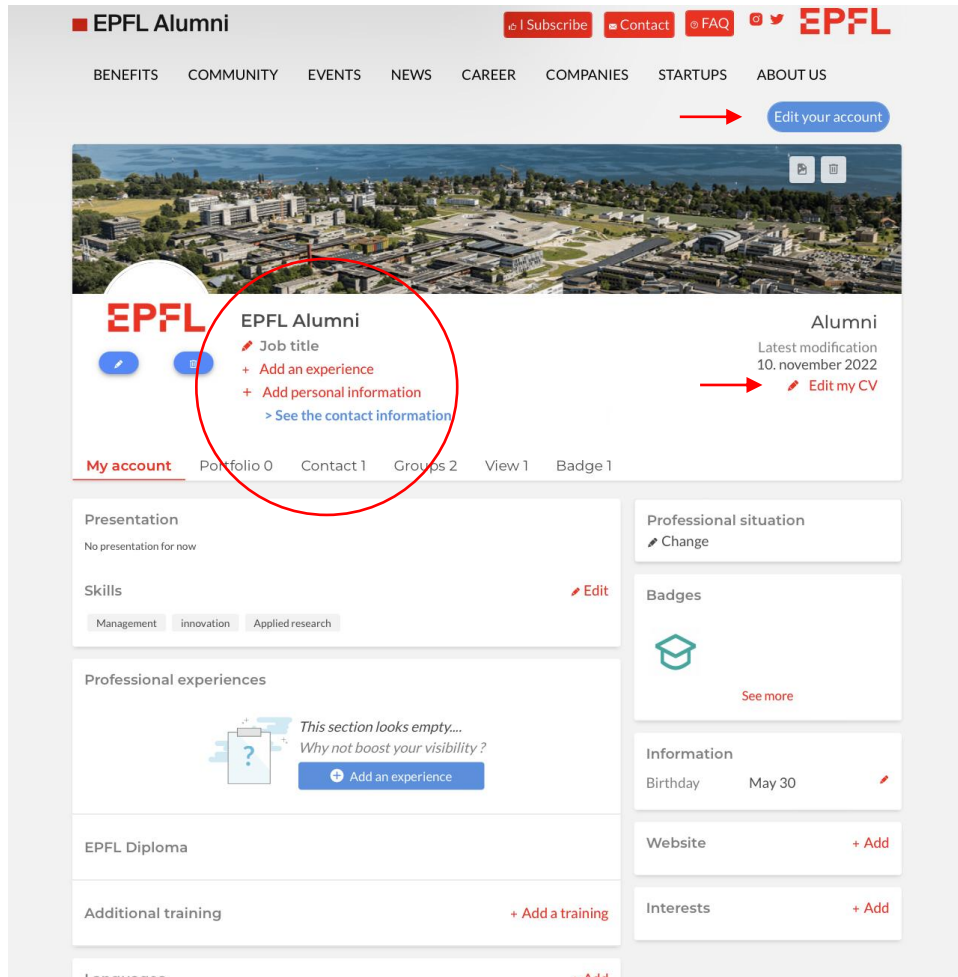 EPFL Alumni
I Subscribe
Contact
FAQ
EPFL
BENEFITS COMMUNITY EVENTS NEWS CAREER COMPANIES STARTUPS ABOUT US
Edit your account
EPFL
EPFL Alumni
Job title
+ Add an experience
+ Add personal information
> See the contact information
Alumni
Latest modification
10. november 2022
Edit my CV
My account Portfolio 0 Contact 1 Groups 2 View 1 Badge 1
Presentation
No presentation for now
Skills
Edit
Management innovation Applied research
Professional experiences
?
This section looks empty....
Why not boost your visibility ?
Add an experience
EPFL Diploma
Additional training
+ Add a training
Languages
+ Add
Professional situation
Change
Badges
See more
Information
Birthday May 30
Website
+ Add
Interests
+ Add